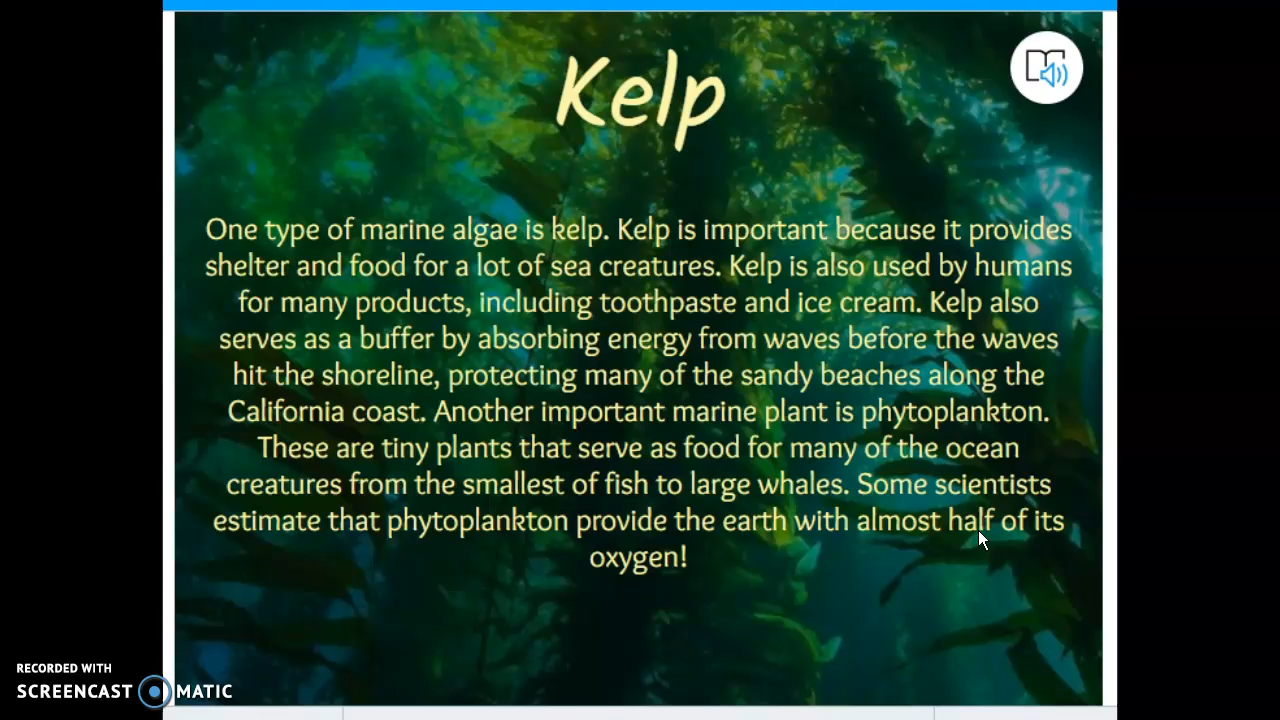 Kelp
One type of marine algae is kelp. Kelp is important because it provides
shelter and food for a lot of sea creatures. Kelp is also used by humans
for many products, including toothpaste and ice cream. Kelp also
serves as a buffer by absorbing energy from waves before the waves
hit the shoreline, protecting many of the sandy beaches along the
California coast. Another important marine plant is phytoplankton.
These are tiny plants that serve as food for many of the ocean
creatures from the smallest of fish to large whales. Some scientists
estimate that phytoplankton provide the earth with almost half of its
oxygen!
RECORDED WITH
SCREENCAST MATIC